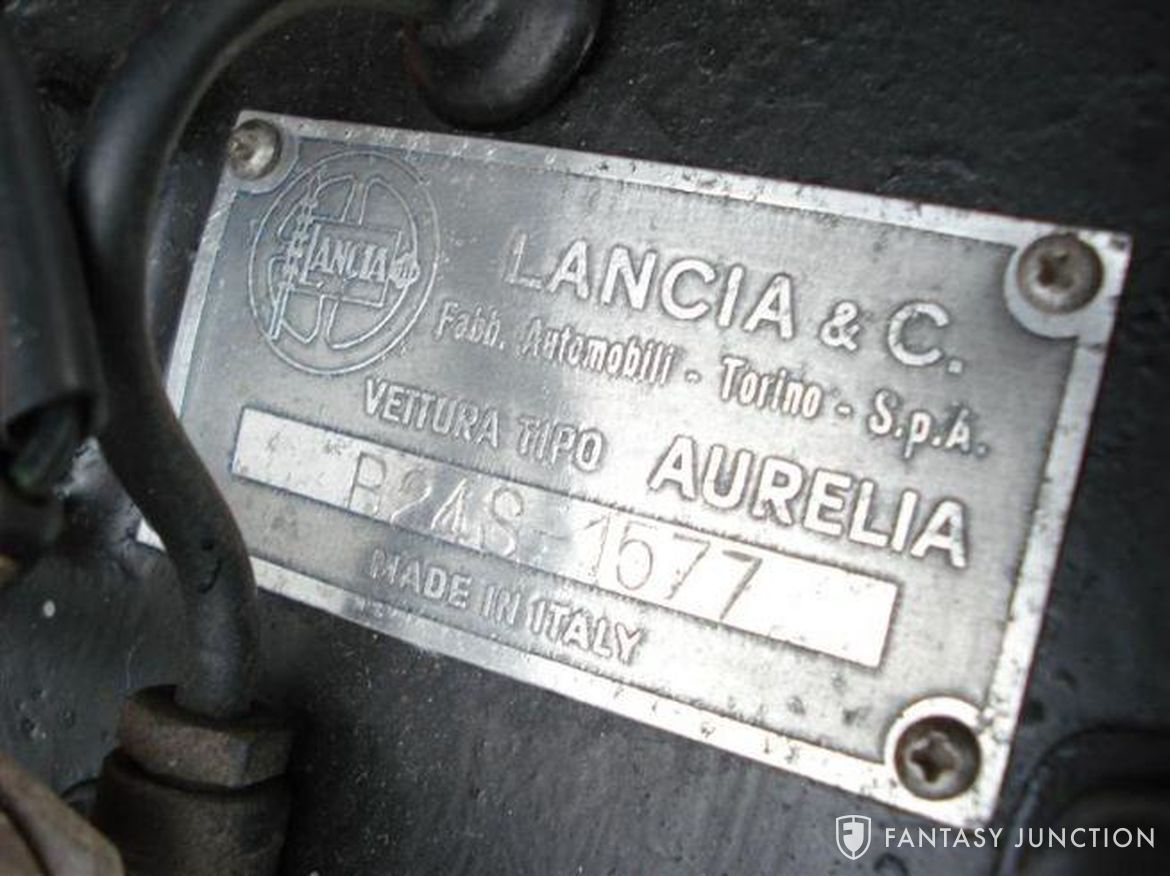 LANCIA
LANCIA & C.
Fabb. Automobili - Torino - S.p.A.
VETTURA TIPO AURELIA
B24S-1577
MADE IN ITALY
FANTASY JUNCTION